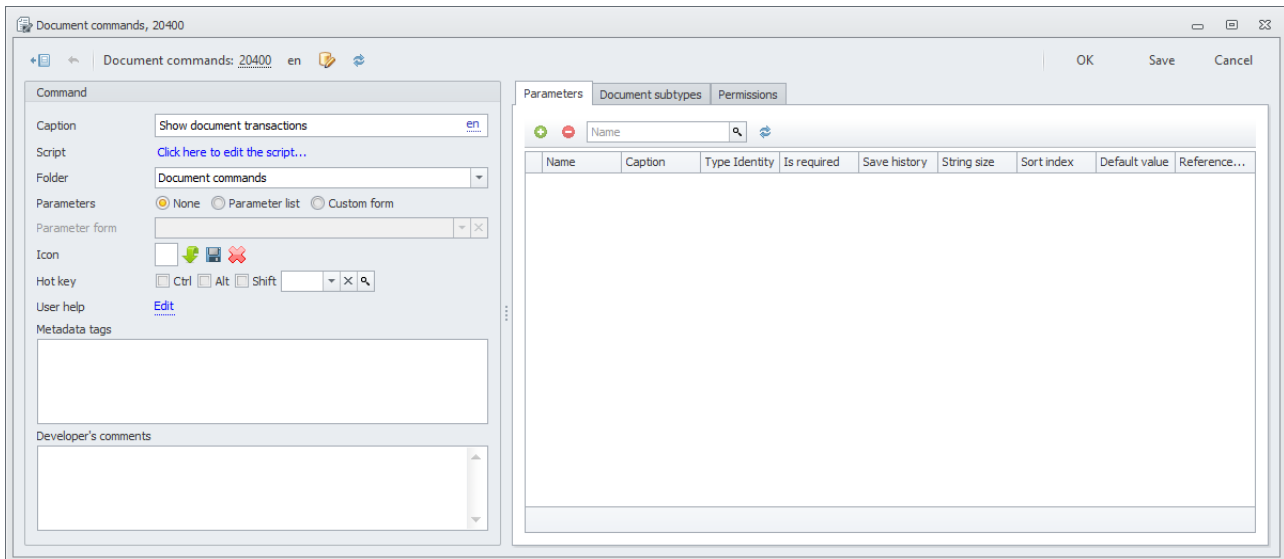 Document commands, 20400
Document commands: 20400 en OK Save Cancel
Command
Caption Show document transactions en
Script Click here to edit the script...
Folder Document commands
Parameters None Parameter list Custom form
Parameter form
Icon
Hot key Ctrl Alt Shift
User help Edit
Metadata tags
Developer's comments
Parameters Document subtypes Permissions
Name
Name Caption Type Identity Is required Save history String size Sort index Default value Reference...